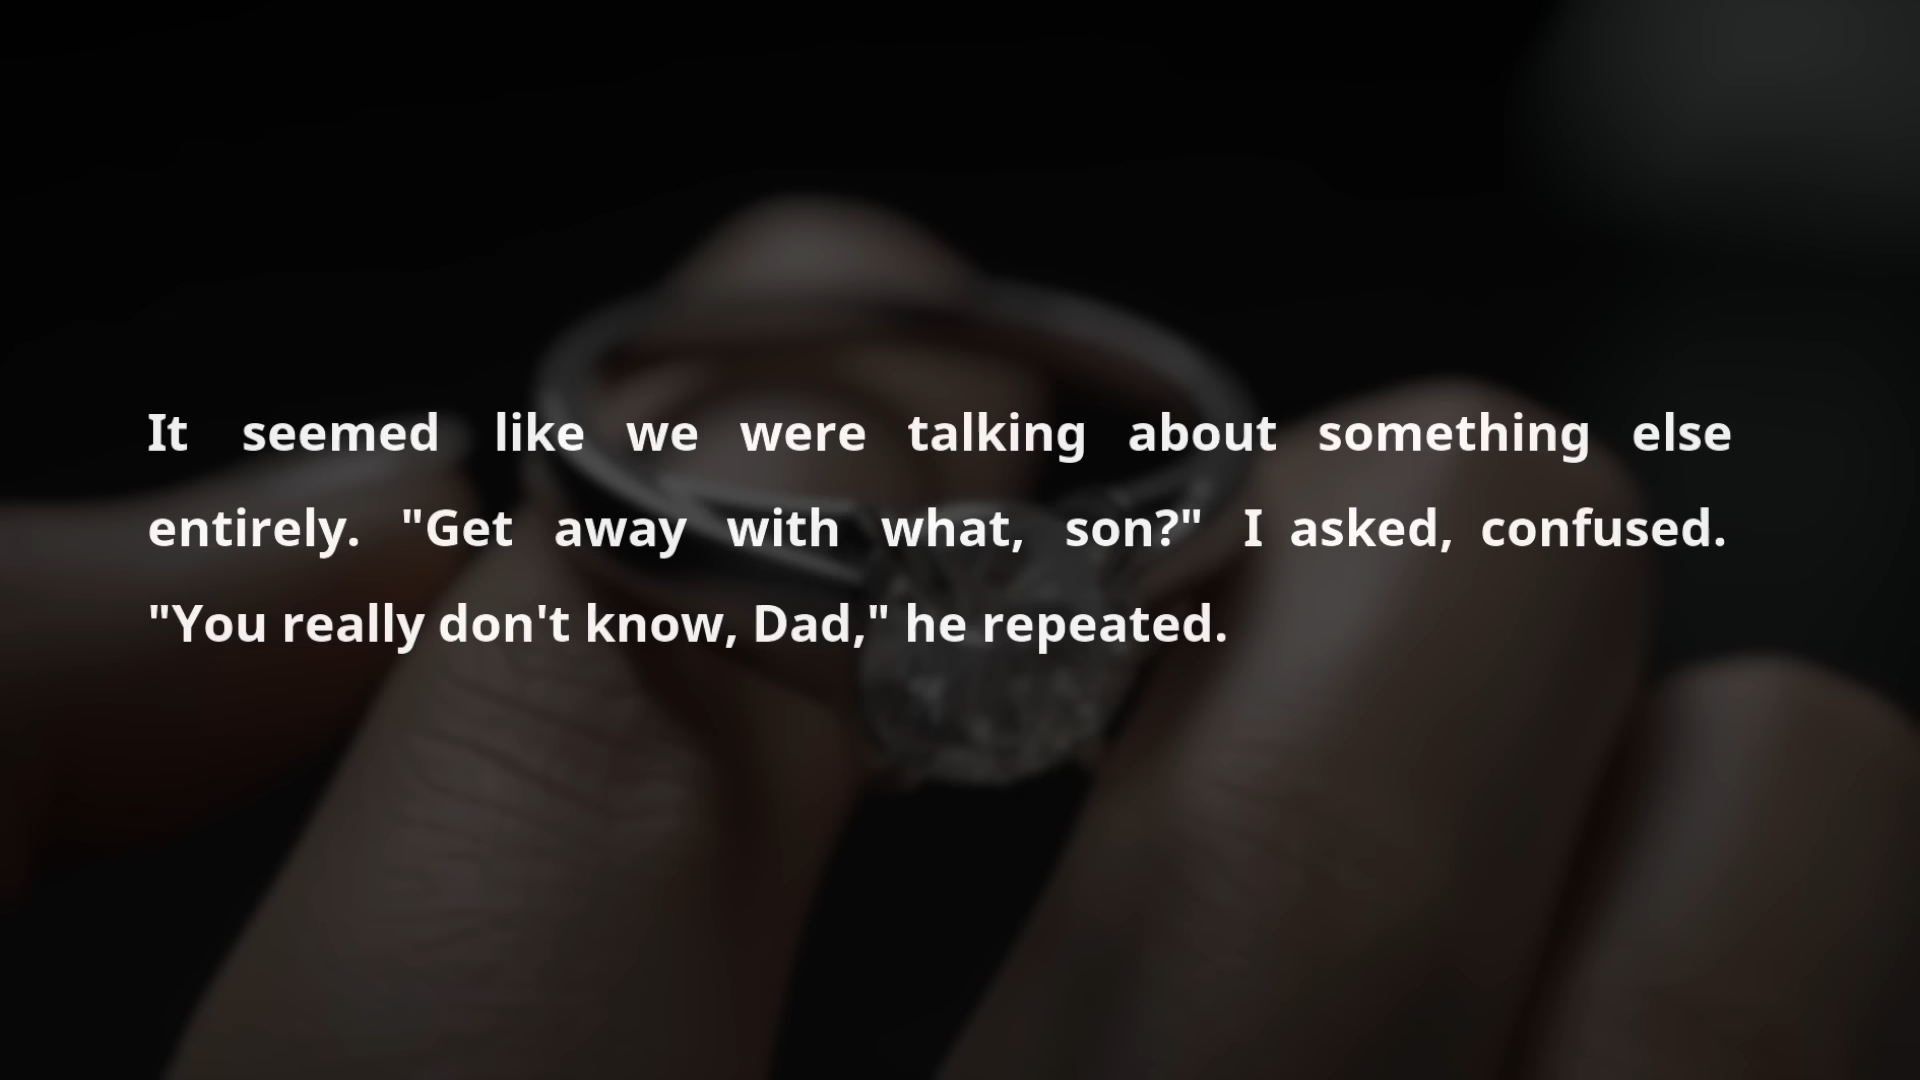 It seemed like we were talking about something else
entirely. "Get away with what, son?" I asked, confused.
"You really don't know, Dad," he repeated.